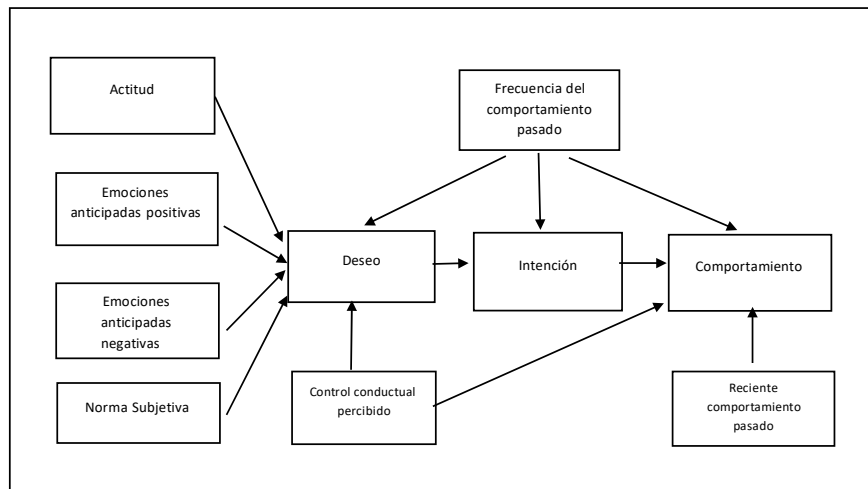 Actitud
Frecuencia del
comportamiento
pasado
Emociones
anticipadas positivas
Deseo
Intención
Comportamiento
Emociones
anticipadas
negativas
Norma Subjetiva
Control conductual
percibido
Reciente
comportamiento
pasado